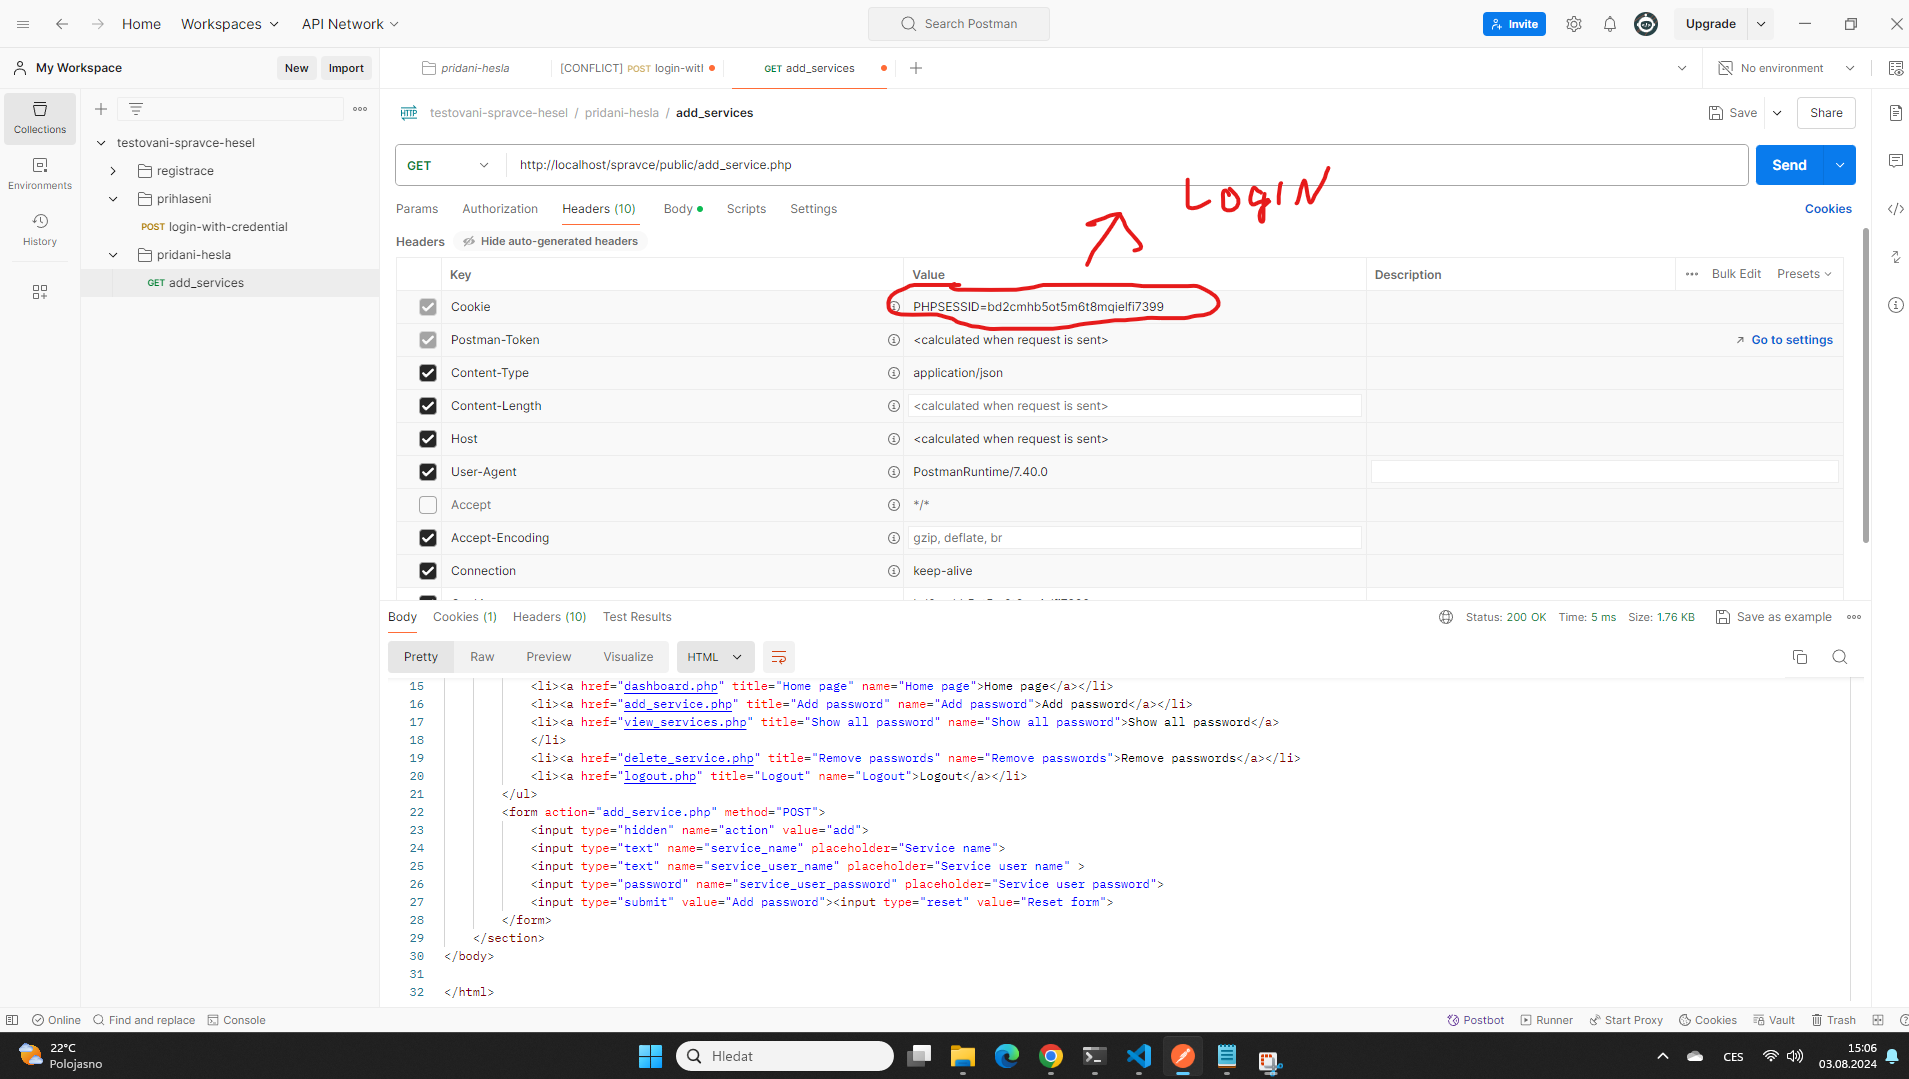 Home Workspaces API Network Search Postman Invite Upgrade
My Workspace New Import pridani-hesla [CONFLICT] POST login-witl GET add_services No environment
Collections
Environments
History
testovani-spravce-hesel
registrace
prihlaseni
POST login-with-credential
pridani-hesla
GET add_services
HTTP testovani-spravce-hesel / pridani-hesla / add_services Save Share
GET http://localhost/spravce/public/add_service.php Send
LOgIN
Params Authorization Headers (10) Body Scripts Settings Cookies
Headers Hide auto-generated headers
Key Value Description Bulk Edit Presets
Cookie PHPSESSID=bd2cmhb5ot5m6t8mqielfi7399
Postman-Token <calculated when request is sent> Go to settings
Content-Type application/json
Content-Length <calculated when request is sent>
Host <calculated when request is sent>
User-Agent PostmanRuntime/7.40.0
Accept */*
Accept-Encoding gzip, deflate, br
Connection keep-alive
Body Cookies (1) Headers (10) Test Results Status: 200 OK Time: 5 ms Size: 1.76 KB Save as example
Pretty Raw Preview Visualize HTML
15 <li><a href="dashboard.php" title="Home page" name="Home page">Home page</a></li>
16 <li><a href="add_service.php" title="Add password" name="Add password">Add password</a></li>
17 <li><a href="view_services.php" title="Show all password" name="Show all password">Show all password</a>
18 </li>
19 <li><a href="delete_service.php" title="Remove passwords" name="Remove passwords">Remove passwords</a></li>
20 <li><a href="logout.php" title="Logout" name="Logout">Logout</a></li>
21 </ul>
22 <form action="add_service.php" method="POST">
23 <input type="hidden" name="action" value="add">
24 <input type="text" name="service_name" placeholder="Service name">
25 <input type="text" name="service_user_name" placeholder="Service user name" >
26 <input type="password" name="service_user_password" placeholder="Service user password">
27 <input type="submit" value="Add password"><input type="reset" value="Reset form">
28 </form>
29 </section>
30 </body>
31
32 </html>
Online Find and replace Console Postbot Runner Start Proxy Cookies Vault Trash
22°C
Polojasno
Hledat
CES
15:06
03.08.2024